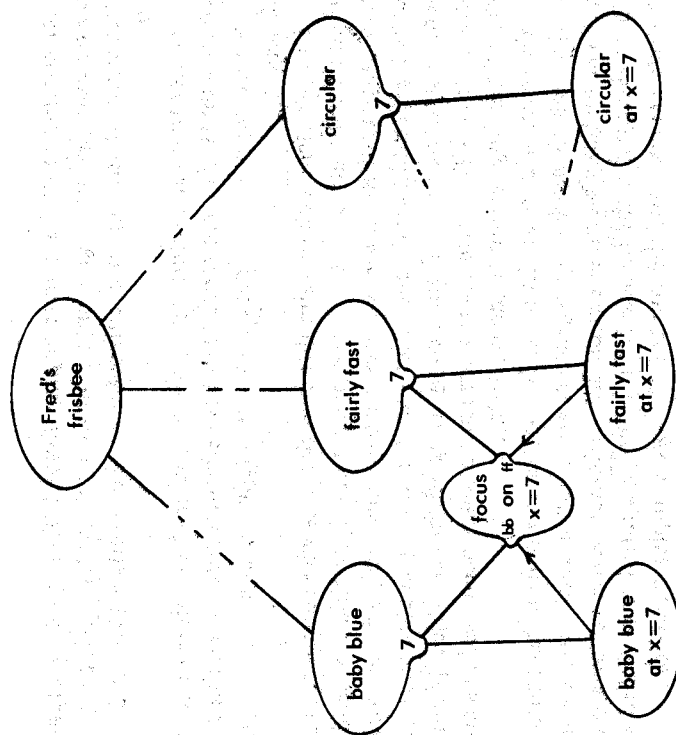 Fred's
frisbee
baby blue
7
fairly fast
7
circular
7
focus
bb on ff
x=7
baby blue
at x=7
fairly fast
at x=7
circular
at x=7